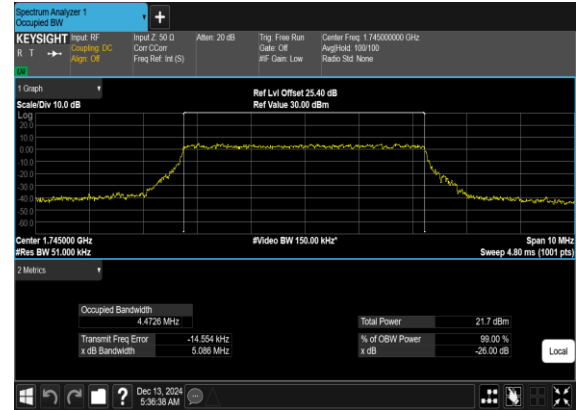 Spectrum Analyzer 1
Occupied BW
+
KEYSIGHT Input: RF Input Z: 50 Ω Atten: 20 dB Trig: Free Run Center Freq: 1.745000000 GHz
R T Coupling: DC Corr CCorr Gate: Off Avg|Hold: 100/100
Align: Off Freq Ref: Int (S) #IF Gain: Low Radio Std: None
LU
1 Graph
Ref Lvl Offset 25.40 dB
Scale/Div 10.0 dB Ref Value 30.00 dBm
Log
20.0
10.0
0.00
-10.0
-20.0
-30.0
-40.0
-50.0
-60.0
Center 1.745000 GHz #Video BW 150.00 kHz* Span 10 MHz
#Res BW 51.000 kHz Sweep 4.80 ms (1001 pts)
2 Metrics
Occupied Bandwidth
4.4726 MHz Total Power 21.7 dBm
Transmit Freq Error -14.554 kHz % of OBW Power 99.00 %
x dB Bandwidth 5.086 MHz x dB -26.00 dB
Local
? Dec 13, 2024
5:36:38 AM